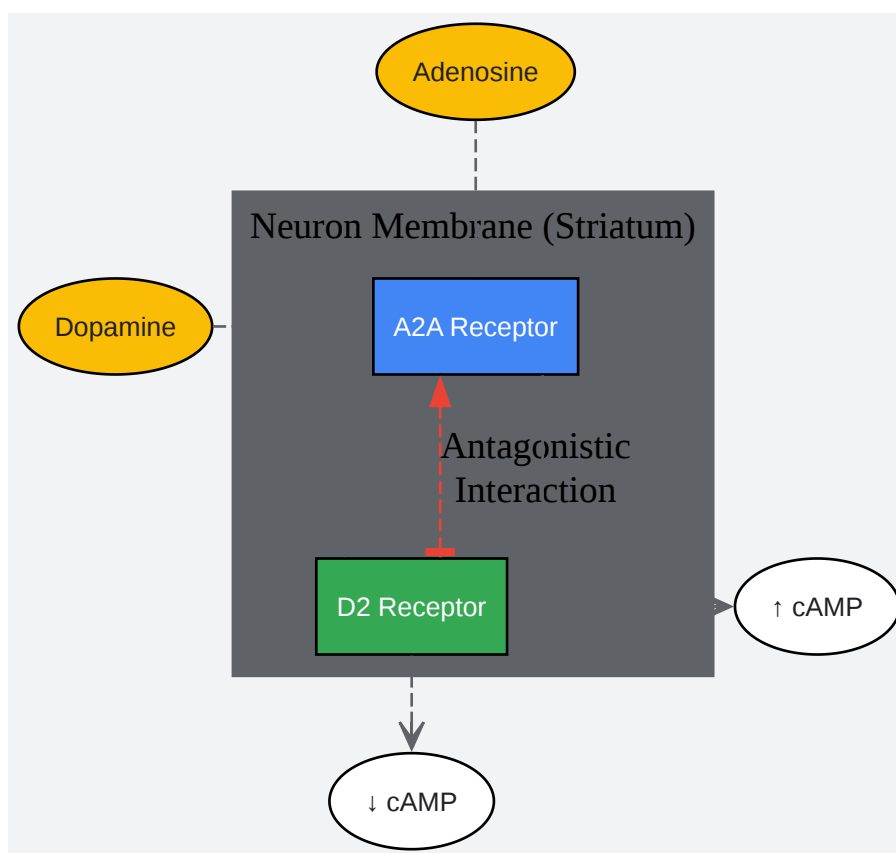 Adenosine
Neuron Membrane (Striatum)
Dopamine
A2A Receptor
Antagonistic
Interaction
D2 Receptor
↑ cAMP
↓ cAMP